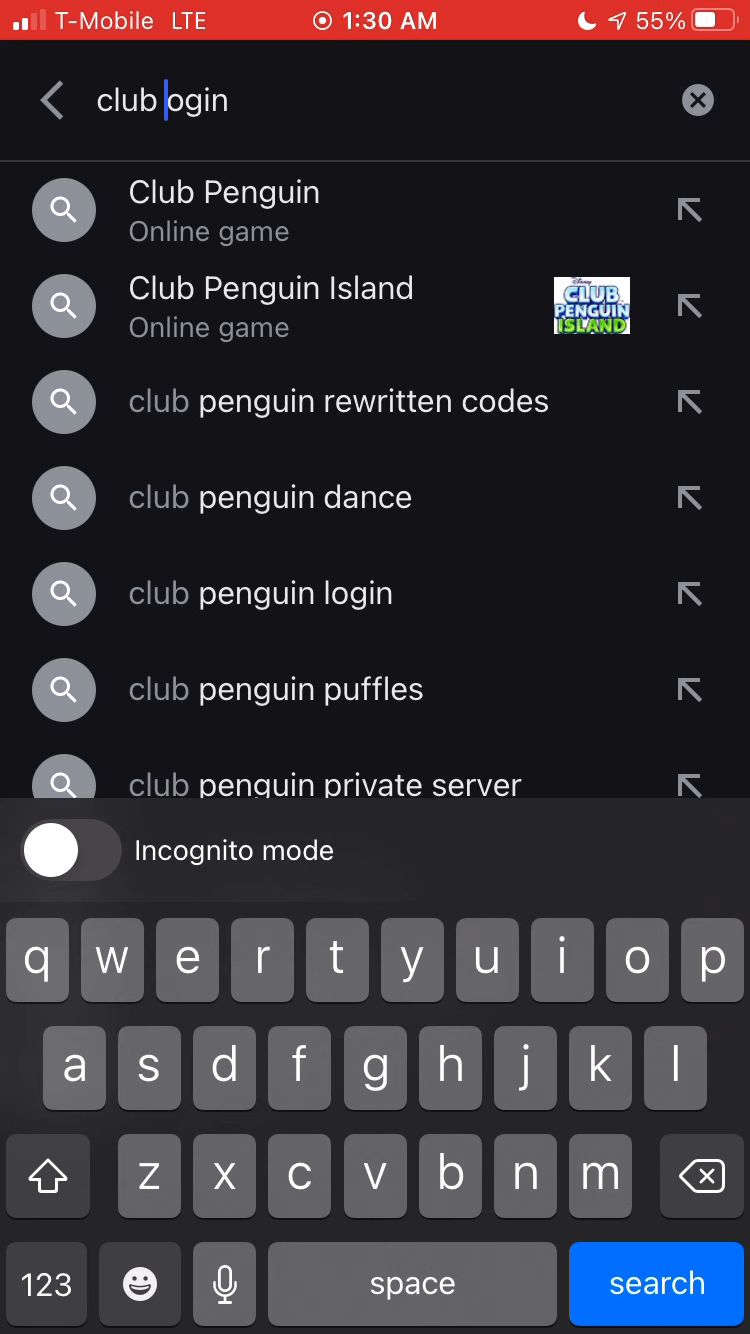 T-Mobile LTE 1:30 AM 55%
club ogin
Club Penguin
Online game
Club Penguin Island
Online game
Disney
CLUB
PENGUIN
ISLAND
club penguin rewritten codes
club penguin dance
club penguin login
club penguin puffles
club penguin private server
Incognito mode
q w e r t y u i o p
a s d f g h j k l
z x c v b n m
123 space search